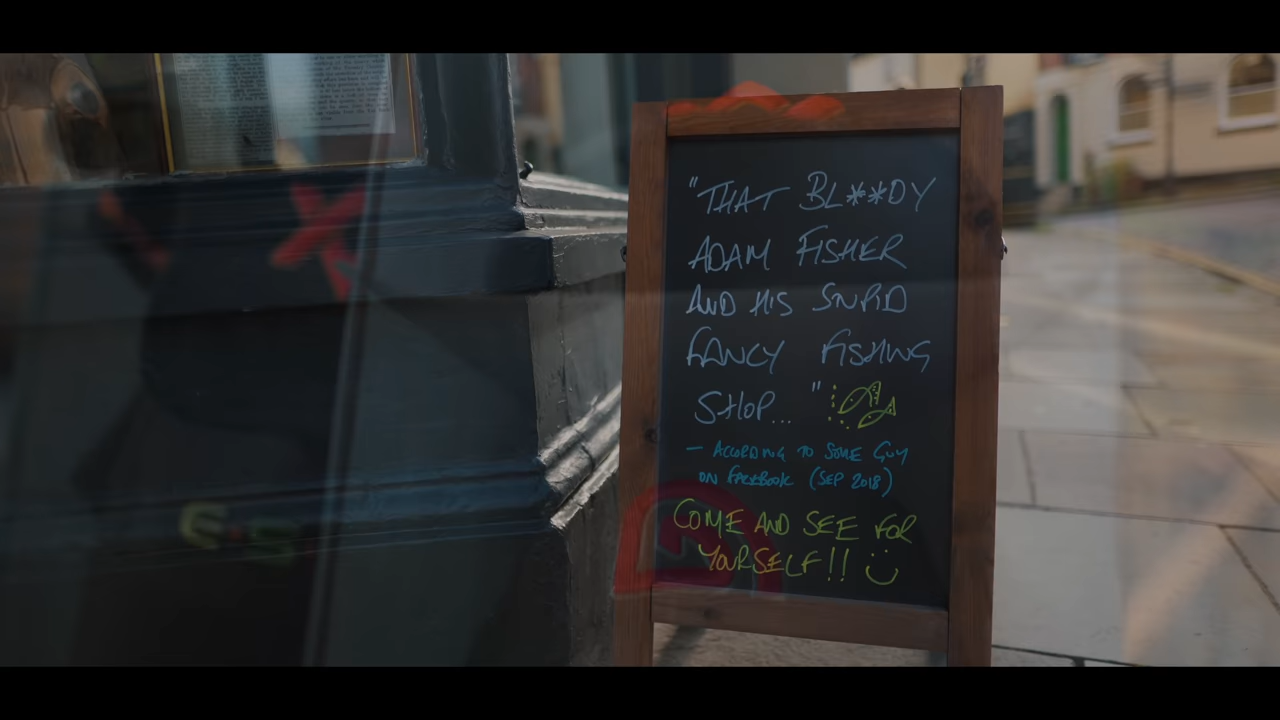 "THAT BL**DY
ADAM FISHER
AND HIS STUPID
FANCY FISHING
SHOP..."
— ACCORDING TO SOME GUY
ON FACEBOOK (SEP 2018)
COME AND SEE FOR
YOURSELF!!